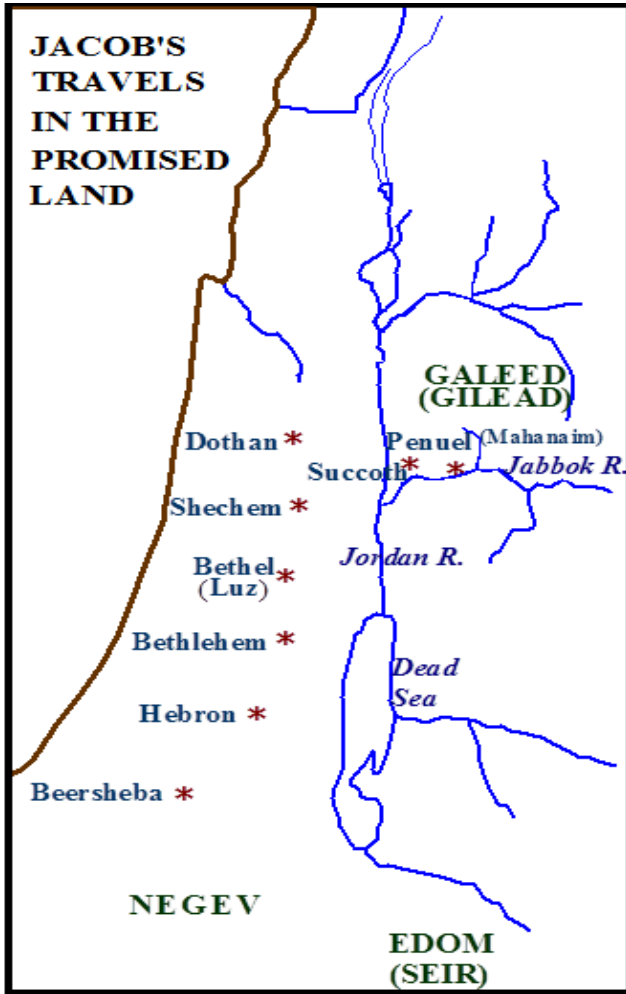 JACOB'S
TRAVELS
IN THE
PROMISED
LAND
GALEED
(GILEAD)
Dothan
Penuel (Mahanaim)
Succoth
Jabbok R.
Shechem
Jordan R.
Bethel
(Luz)
Bethlehem
Dead
Sea
Hebron
Beersheba
NEGEV
EDOM
(SEIR)